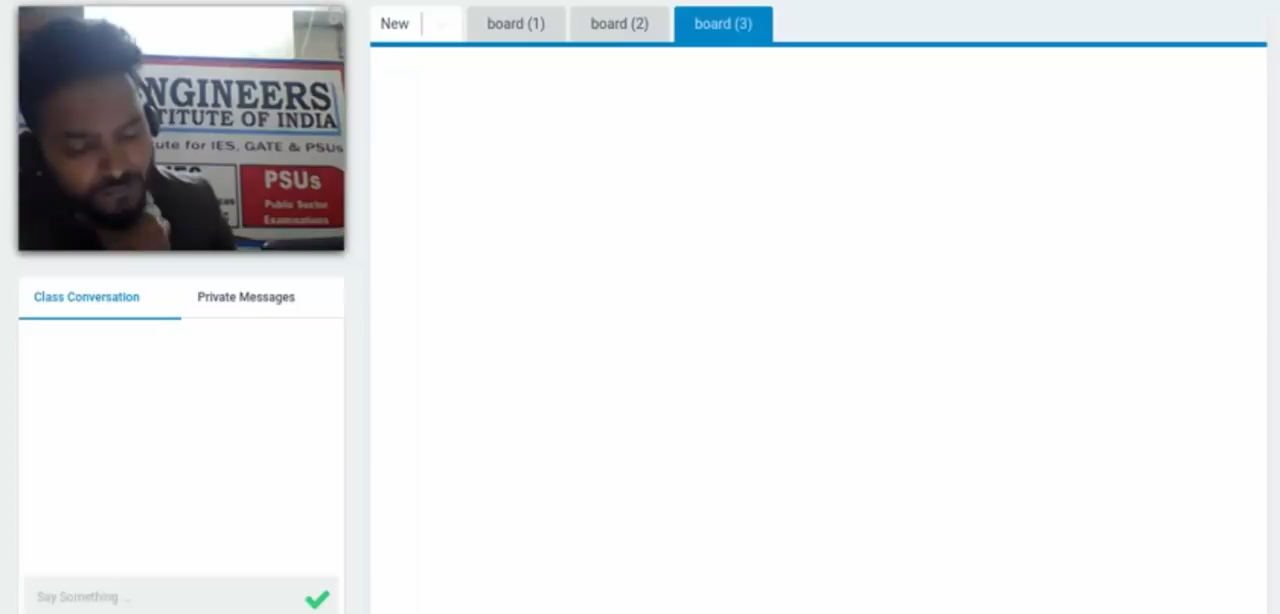 NGINEERS
TITUTE OF INDIA
ute for IES, GATE & PSUs
PSUs
Public Sector
Examinations
New
board (1)
board (2)
board (3)
Class Conversation
Private Messages
Say Something ...